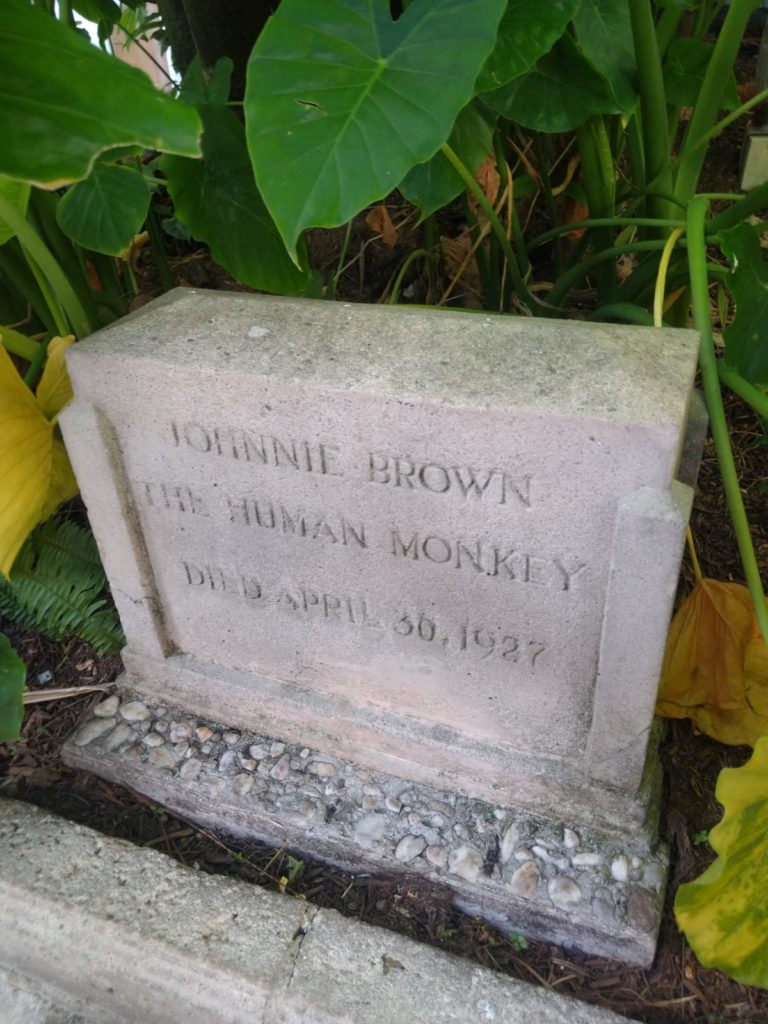 JOHNNIE BROWN
THE HUMAN MONKEY
DIED APRIL 30, 1927